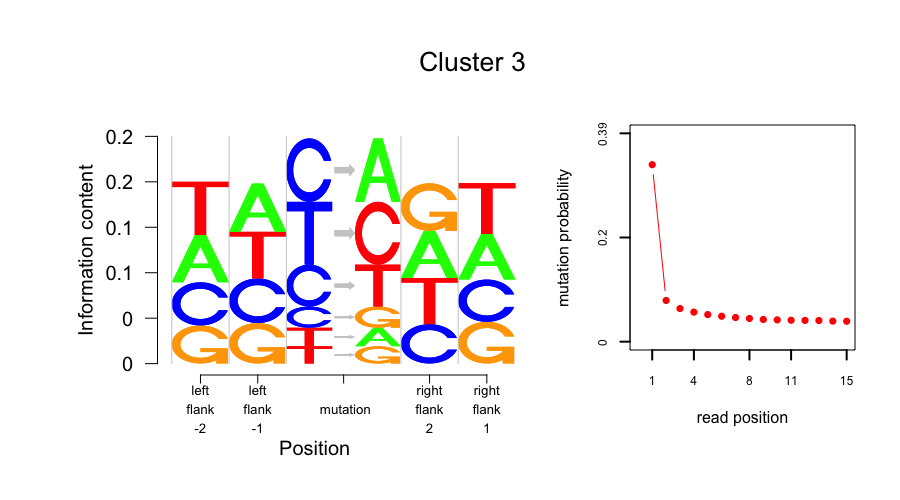 Cluster 3
Information content
0.2
0.2
0.1
0.1
0
0
T A C G
A T C G
C T C C T T
A C T G A G
G A T C
T A C G
left flank -2
left flank -1
mutation
right flank 2
right flank 1
Position
mutation probability
0.39
0.2
0
1 4 8 11 15
read position